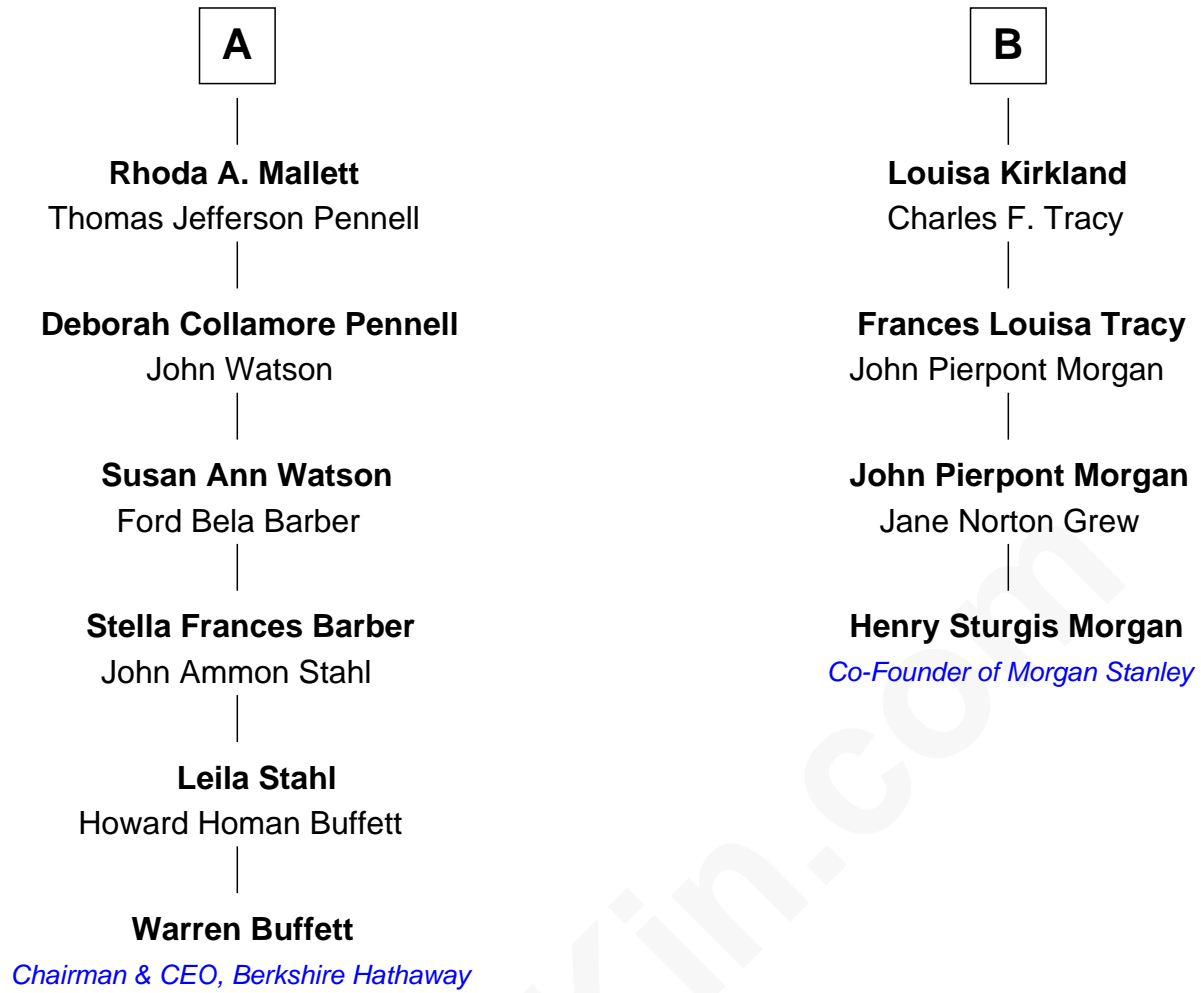 A
Rhoda A. Mallett
Thomas Jefferson Pennell
Deborah Collamore Pennell
John Watson
Susan Ann Watson
Ford Bela Barber
Stella Frances Barber
John Ammon Stahl
Leila Stahl
Howard Homan Buffett
Warren Buffett
Chairman & CEO, Berkshire Hathaway
B
Louisa Kirkland
Charles F. Tracy
Frances Louisa Tracy
John Pierpont Morgan
John Pierpont Morgan
Jane Norton Grew
Henry Sturgis Morgan
Co-Founder of Morgan Stanley
Kin.com